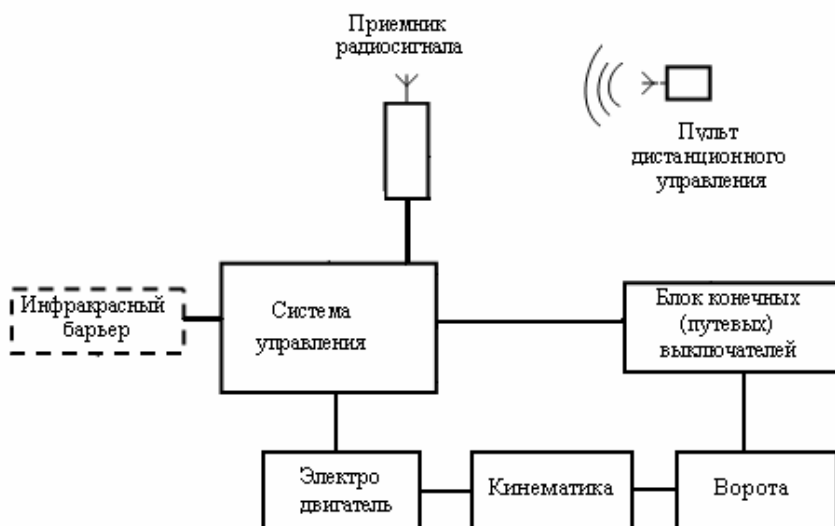 Приемник
радиосигнала
Пульт
дистанционного
управления
Инфракрасный
барьер
Система
управления
Блок конечных
(путевых)
выключателей
Электро
двигатель
Кинематика
Ворота